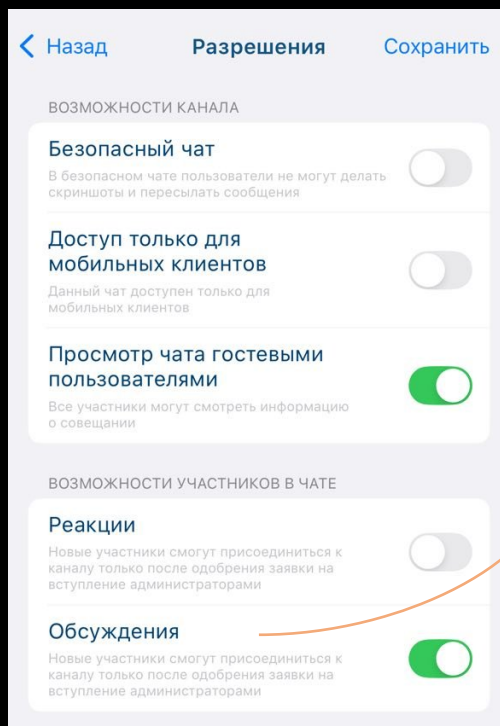 Назад Разрешения Сохранить
ВОЗМОЖНОСТИ КАНАЛА
Безопасный чат
В безопасном чате пользователи не могут делать
скриншоты и пересылать сообщения
Доступ только для
мобильных клиентов
Данный чат доступен только для
мобильных клиентов
Просмотр чата гостевыми
пользователями
Все участники могут смотреть информацию
о совещании
ВОЗМОЖНОСТИ УЧАСТНИКОВ В ЧАТЕ
Реакции
Новые участники смогут присоединиться к
каналу только после одобрения заявки на
вступление администраторами
Обсуждения
Новые участники смогут присоединиться к
каналу только после одобрения заявки на
вступление администраторами